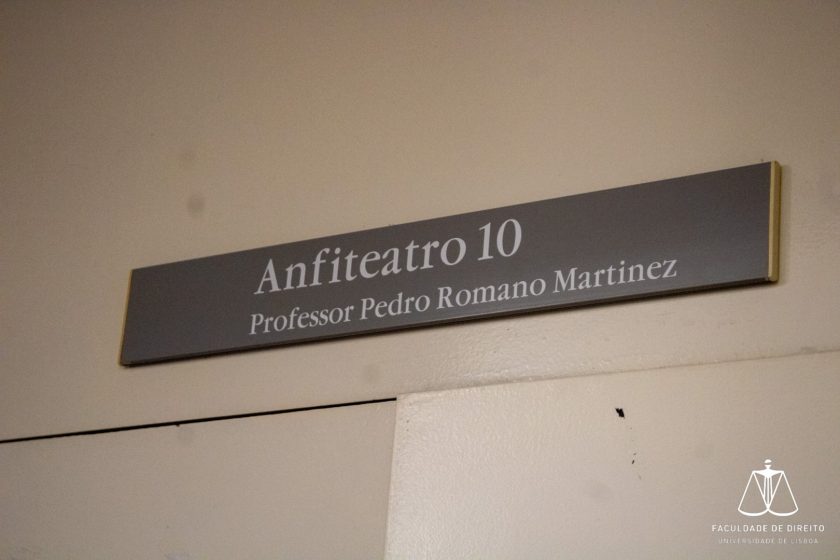 Anfiteatro 10
Professor Pedro Romano Martinez
FACULDADE DE DIREITO
UNIVERSIDADE DE LISBOA